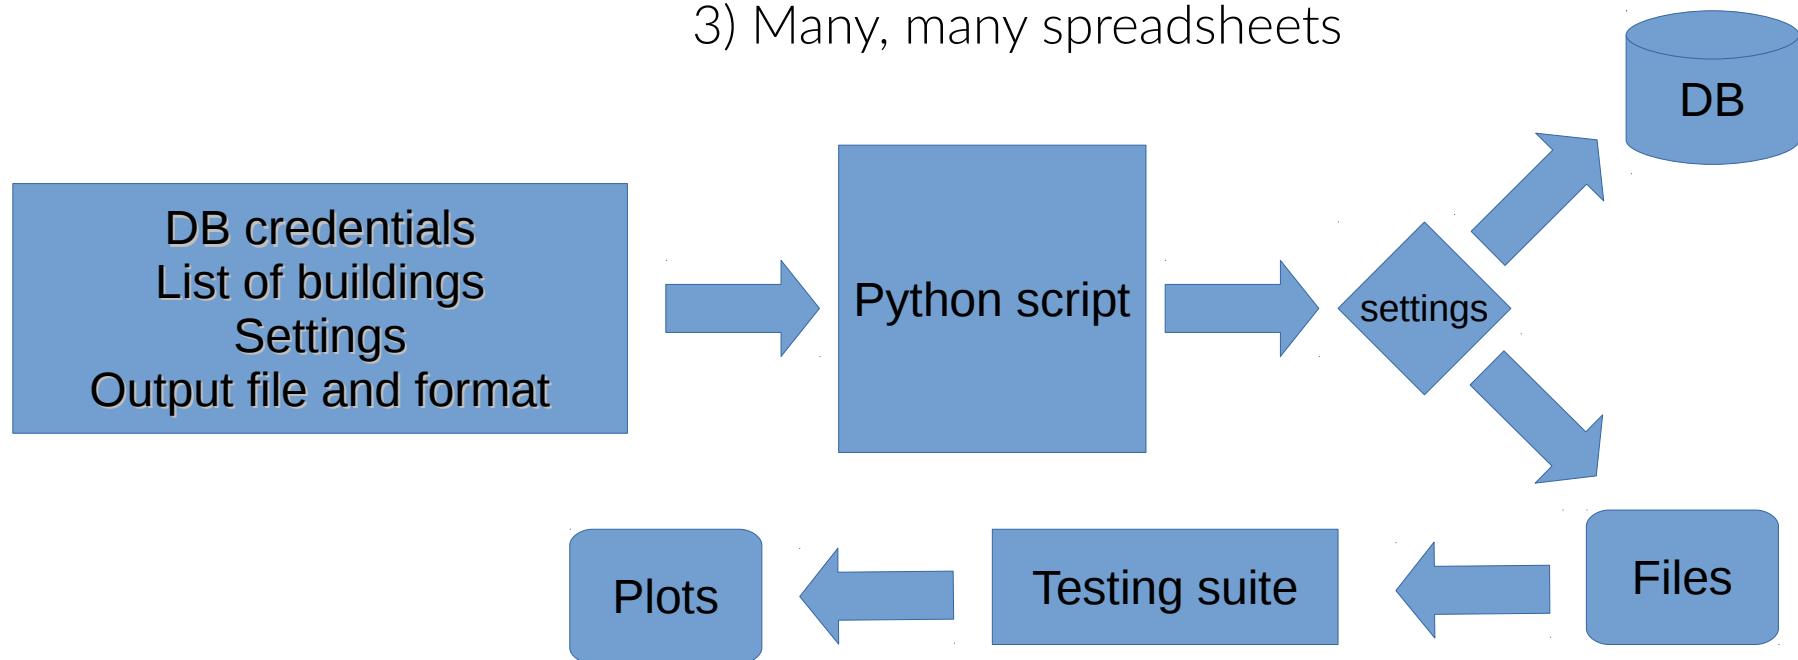 3) Many, many spreadsheets
DB
DB credentials
List of buildings
Settings
Output file and format
Python script
settings
Plots
Testing suite
Files